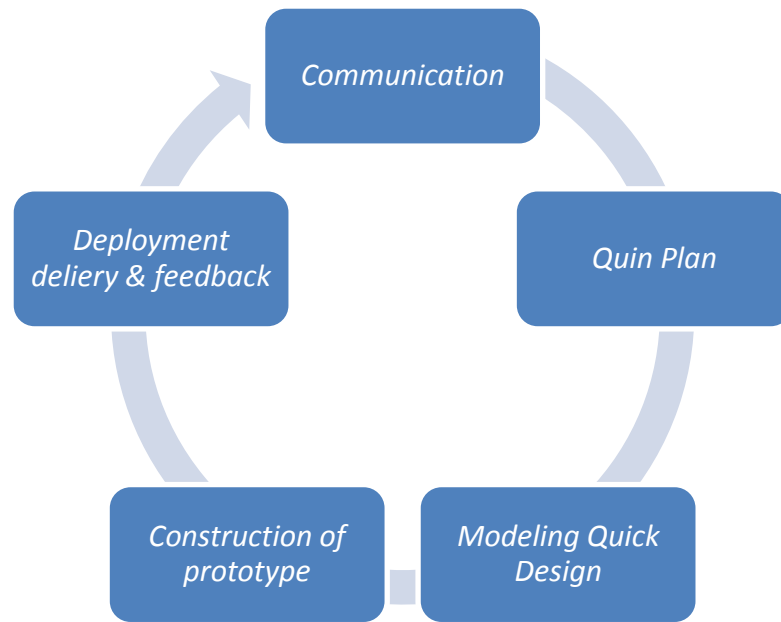 Communication
Quin Plan
Modeling Quick
Design
Construction of
prototype
Deployment
deliery & feedback